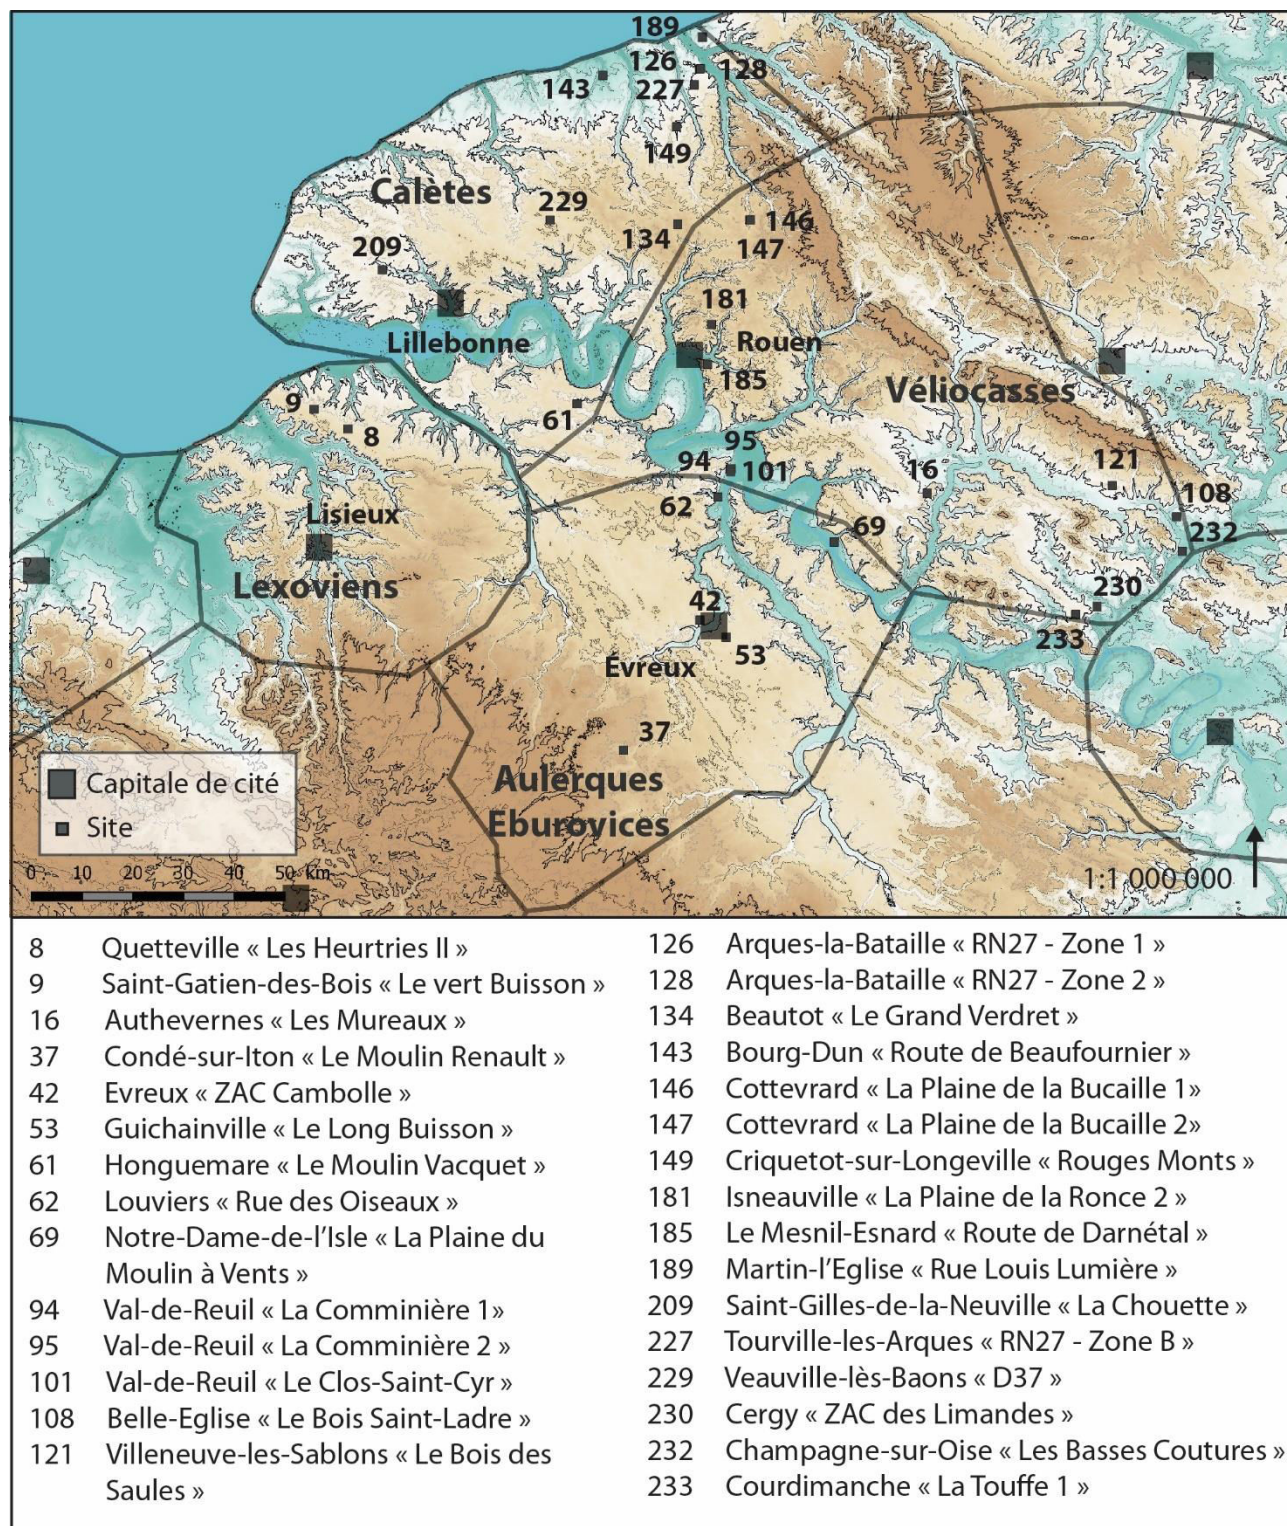 189
126
128
143
227
149
Calètes
229
146
134
147
209
181
Lillebonne
Rouen
185
Véliocasses
9
61
8
95
94
101
16
121
62
108
Lisieux
69
232
Lexoviens
42
230
233
53
Évreux
37
Aulerques
Eburovices
Capitale de cité
Site
0 10 20 30 40 50 km
1:1 000 000
8 Quetteville « Les Heurtries II »
9 Saint-Gatien-des-Bois « Le vert Buisson »
16 Authevernes « Les Mureaux »
37 Condé-sur-Iton « Le Moulin Renault »
42 Evreux « ZAC Cambolle »
53 Guichainville « Le Long Buisson »
61 Honguemare « Le Moulin Vacquet »
62 Louviers « Rue des Oiseaux »
69 Notre-Dame-de-l'Isle « La Plaine du
Moulin à Vents »
94 Val-de-Reuil « La Comminière 1»
95 Val-de-Reuil « La Comminière 2 »
101 Val-de-Reuil « Le Clos-Saint-Cyr »
108 Belle-Eglise « Le Bois Saint-Ladre »
121 Villeneuve-les-Sablons « Le Bois des
Saules »
126 Arques-la-Bataille « RN27 - Zone 1 »
128 Arques-la-Bataille « RN27 - Zone 2 »
134 Beautot « Le Grand Verdret »
143 Bourg-Dun « Route de Beaufournier »
146 Cottevrard « La Plaine de la Bucaille 1»
147 Cottevrard « La Plaine de la Bucaille 2»
149 Criquetot-sur-Longeville « Rouges Monts »
181 Isneauville « La Plaine de la Ronce 2 »
185 Le Mesnil-Esnard « Route de Darnétal »
189 Martin-l'Eglise « Rue Louis Lumière »
209 Saint-Gilles-de-la-Neuville « La Chouette »
227 Tourville-les-Arques « RN27 - Zone B »
229 Veauville-lès-Baons « D37 »
230 Cergy « ZAC des Limandes »
232 Champagne-sur-Oise « Les Basses Coutures »
233 Courdimanche « La Touffe 1 »